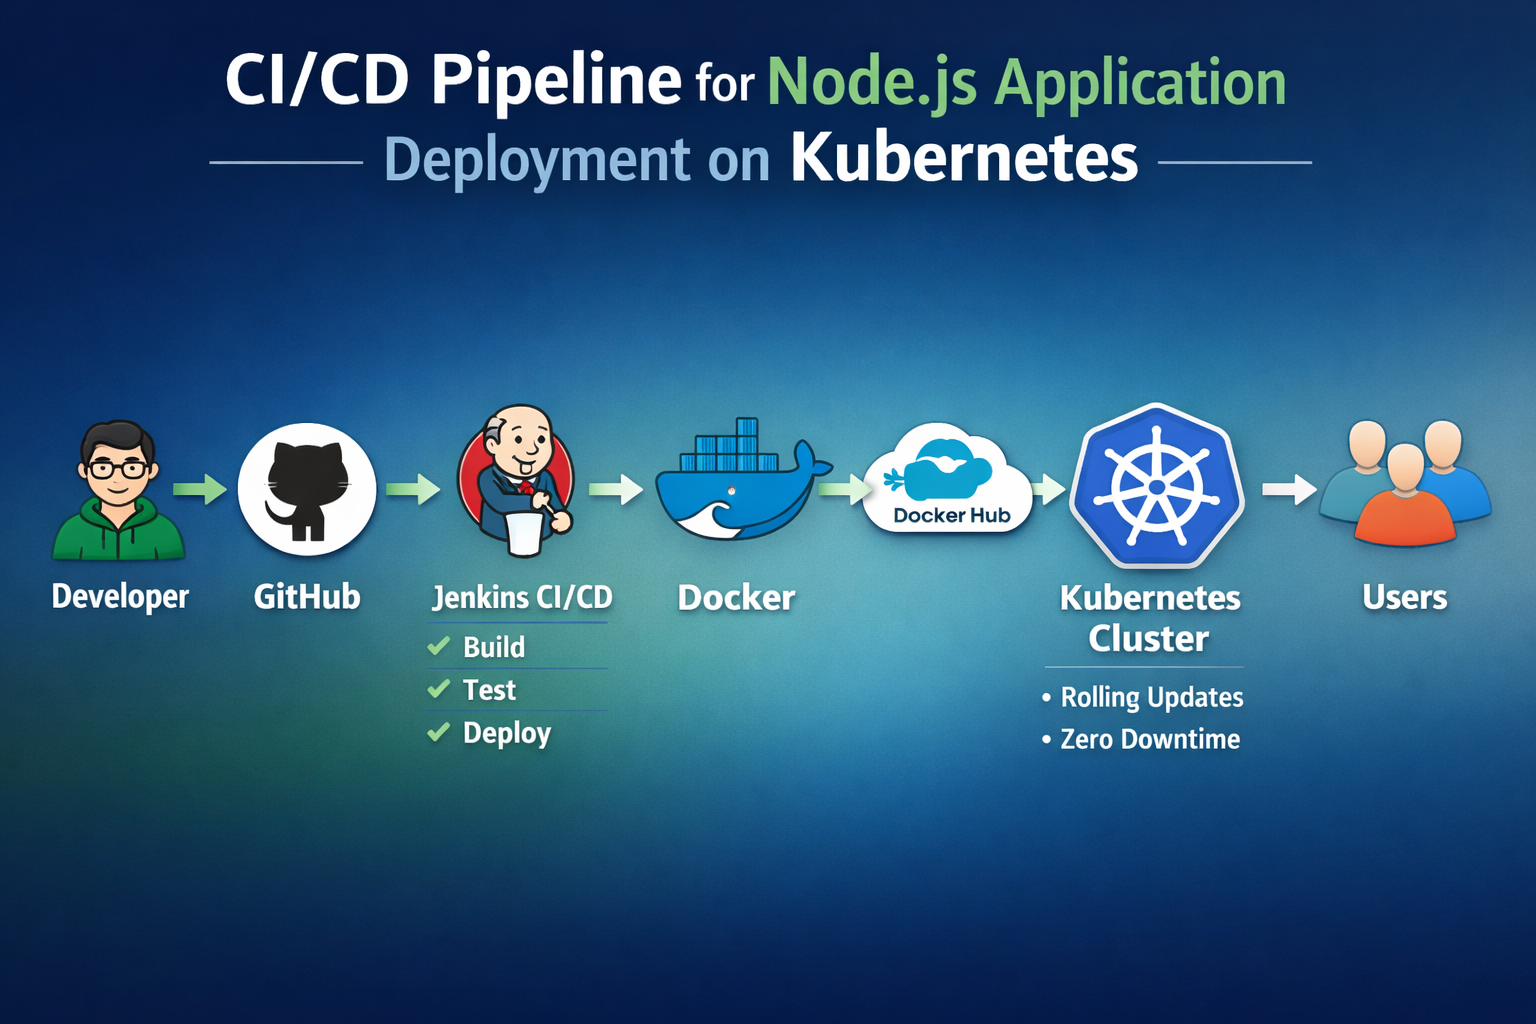 CI/CD Pipeline for Node.js Application
Deployment on Kubernetes
Docker Hub
Developer
GitHub
Jenkins CI/CD
Build
Test
Deploy
Docker
Kubernetes
Cluster
• Rolling Updates
• Zero Downtime
Users